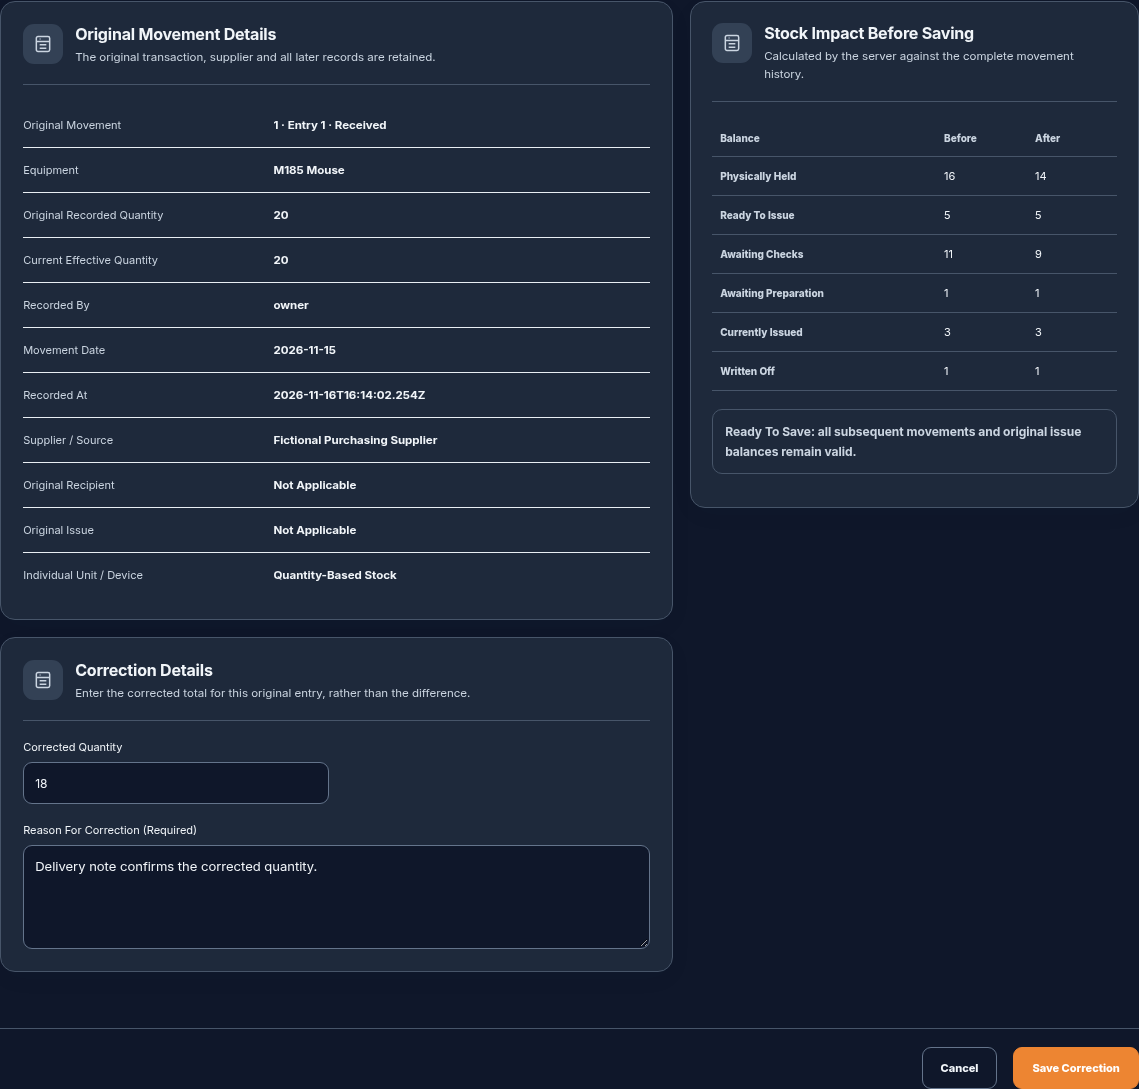 Original Movement Details
The original transaction, supplier and all later records are retained.
Original Movement 1 · Entry 1 · Received
Equipment M185 Mouse
Original Recorded Quantity 20
Current Effective Quantity 20
Recorded By owner
Movement Date 2026-11-15
Recorded At 2026-11-16T16:14:02.254Z
Supplier / Source Fictional Purchasing Supplier
Original Recipient Not Applicable
Original Issue Not Applicable
Individual Unit / Device Quantity-Based Stock
Correction Details
Enter the corrected total for this original entry, rather than the difference.
Corrected Quantity
18
Reason For Correction (Required)
Delivery note confirms the corrected quantity.
Stock Impact Before Saving
Calculated by the server against the complete movement
history.
Balance Before After
Physically Held 16 14
Ready To Issue 5 5
Awaiting Checks 11 9
Awaiting Preparation 1 1
Currently Issued 3 3
Written Off 1 1
Ready To Save: all subsequent movements and original issue
balances remain valid.
Cancel Save Correction